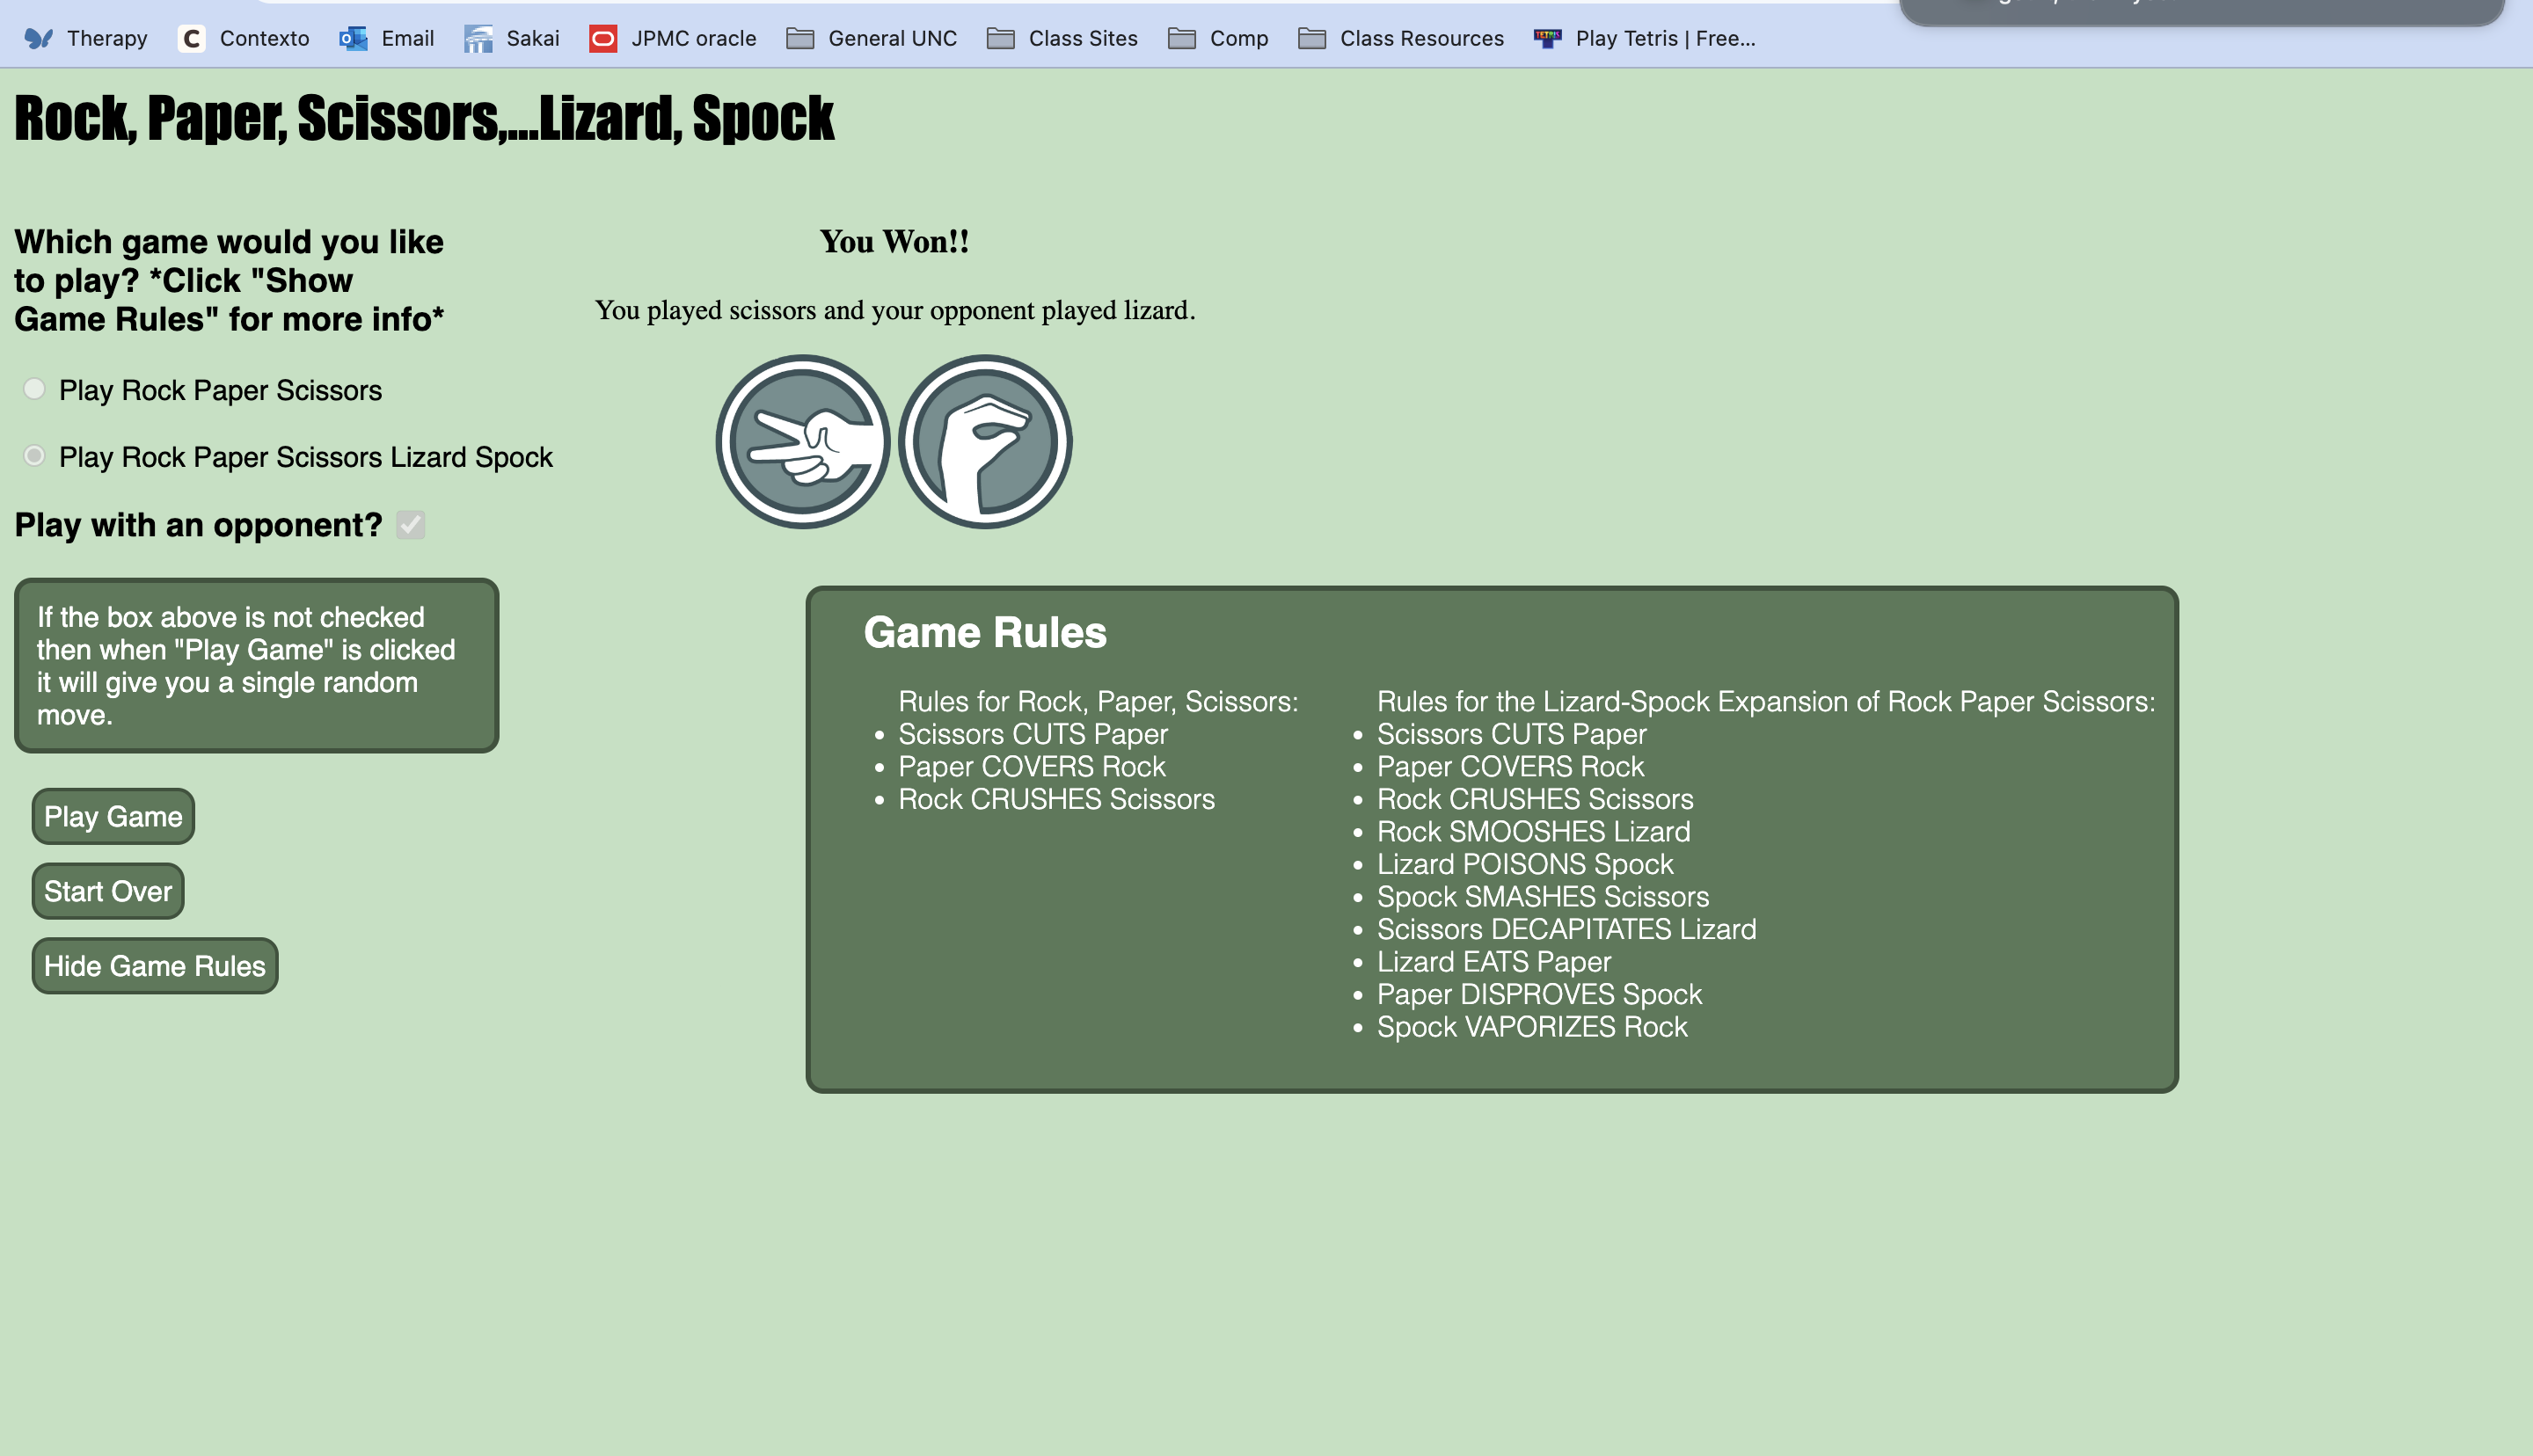 Therapy Contexto Email Sakai JPMC oracle General UNC Class Sites Comp Class Resources Play Tetris | Free...
Rock, Paper, Scissors,...Lizard, Spock
Which game would you like
to play? *Click "Show
Game Rules" for more info*
Play Rock Paper Scissors
Play Rock Paper Scissors Lizard Spock
Play with an opponent?
If the box above is not checked
then when "Play Game" is clicked
it will give you a single random
move.
Play Game
Start Over
Hide Game Rules
You Won!!
You played scissors and your opponent played lizard.
Game Rules
Rules for Rock, Paper, Scissors:
Scissors CUTS Paper
Paper COVERS Rock
Rock CRUSHES Scissors
Rules for the Lizard-Spock Expansion of Rock Paper Scissors:
Scissors CUTS Paper
Paper COVERS Rock
Rock CRUSHES Scissors
Rock SMOOSHES Lizard
Lizard POISONS Spock
Spock SMASHES Scissors
Scissors DECAPITATES Lizard
Lizard EATS Paper
Paper DISPROVES Spock
Spock VAPORIZES Rock